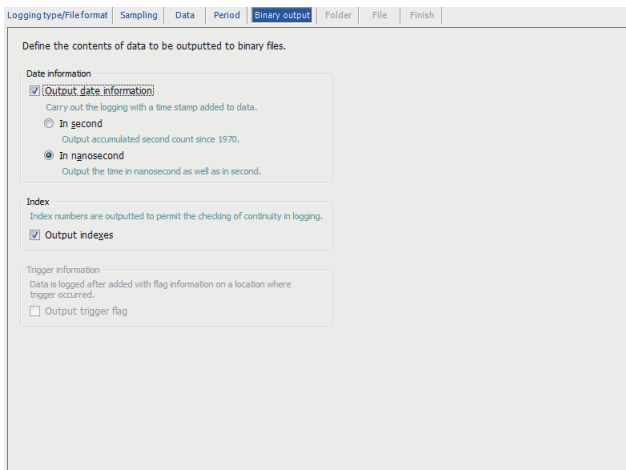 Logging type/File format Sampling Data Period Binary output Folder File Finish
Define the contents of data to be outputted to binary files.
Date information
Output date information
Carry out the logging with a time stamp added to data.
In second
Output accumulated second count since 1970.
In nanosecond
Output the time in nanosecond as well as in second.
Index
Index numbers are outputted to permit the checking of continuity in logging.
Output indexes
Trigger information
Data is logged after added with flag information on a location where
trigger occurred.
Output trigger flag